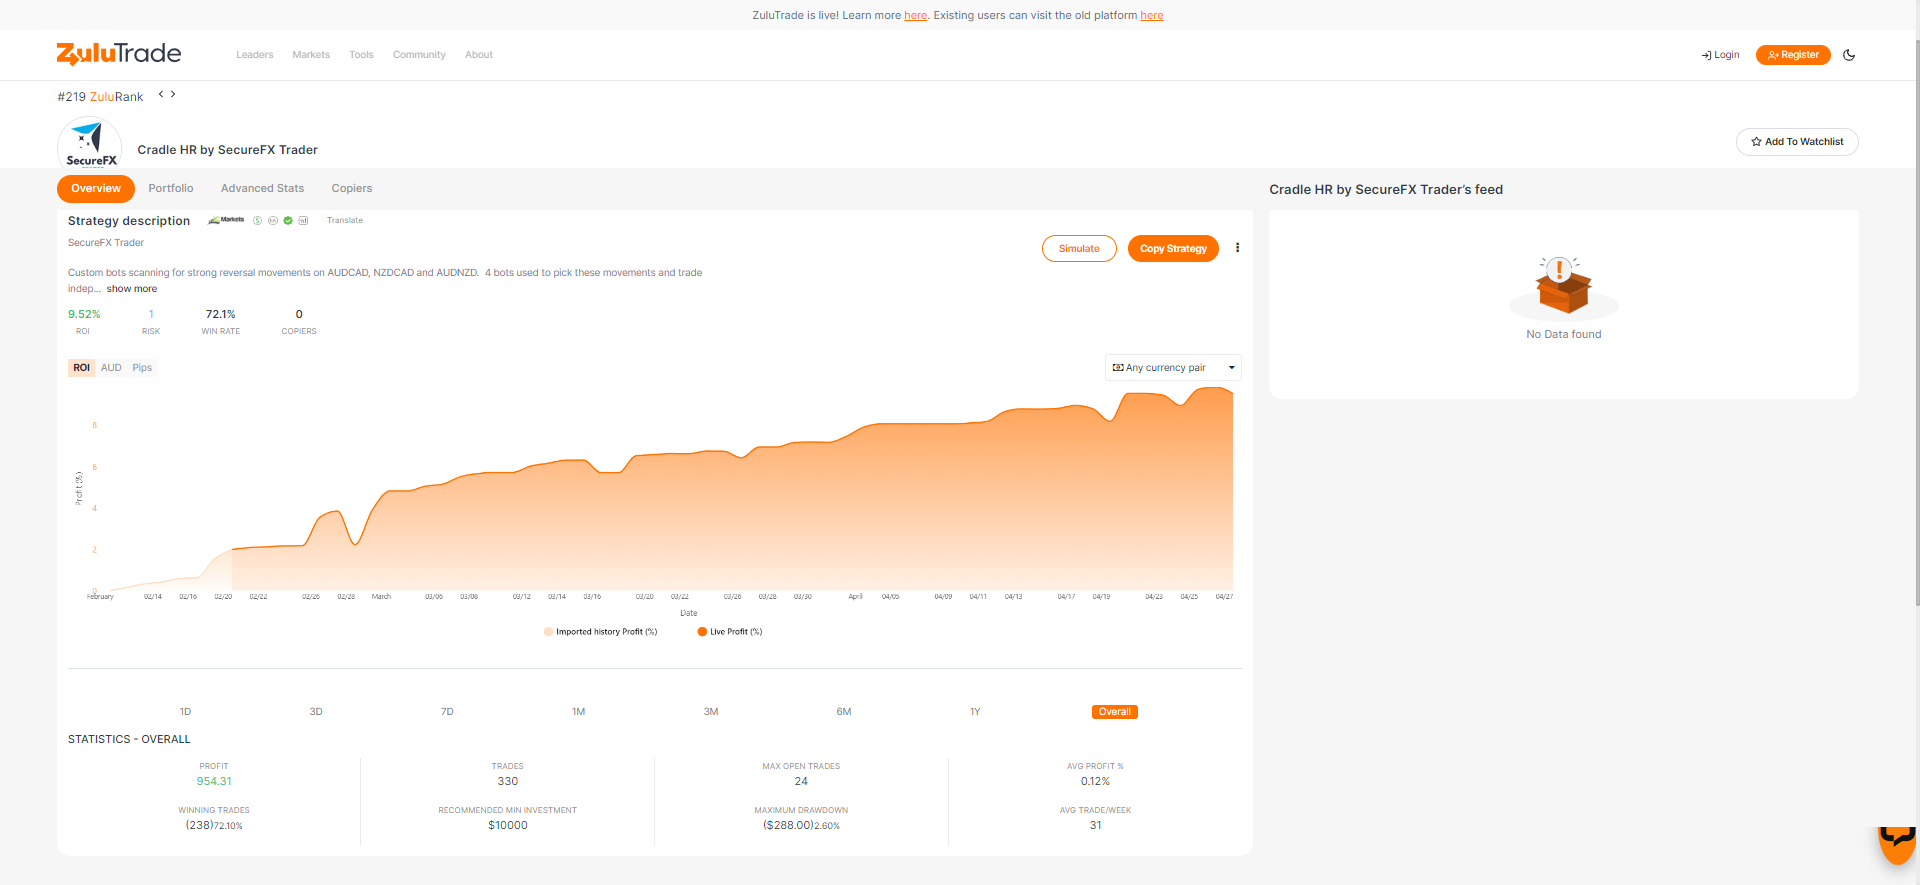 ZuluTrade is live! Learn more here. Existing users can visit the old platform here
ZuluTrade
Leaders Markets Tools Community About
Login Register
#219 ZuluRank < >
SecureFX
Cradle HR by SecureFX Trader
Add To Watchlist
Overview Portfolio Advanced Stats Copiers
Cradle HR by SecureFX Trader's feed
Strategy description Markets Translate
SecureFX Trader
Simulate Copy Strategy
Custom bots scanning for strong reversal movements on AUDCAD, NZDCAD and AUDNZD. 4 bots used to pick these movements and trade
indep... show more
9.52% 1 72.1% 0
ROI RISK WIN RATE COPIERS
No Data found
ROI AUD Pips
Any currency pair
8
6
4
2
0
Profit (%)
February 02/14 02/16 02/20 02/22 02/26 02/28 March 03/06 03/08 03/12 03/14 03/16 03/20 03/22 03/26 03/28 03/30 April 04/05 04/09 04/11 04/13 04/17 04/19 04/23 04/25 04/27
Date
Imported history Profit (%) Live Profit (%)
1D 3D 7D 1M 3M 6M 1Y Overall
STATISTICS - OVERALL
PROFIT TRADES MAX OPEN TRADES AVG PROFIT %
954.31 330 24 0.12%
WINNING TRADES RECOMMENDED MIN INVESTMENT MAXIMUM DRAWDOWN AVG TRADE/WEEK
(238)72.10% $10000 ($288.00)2.60% 31